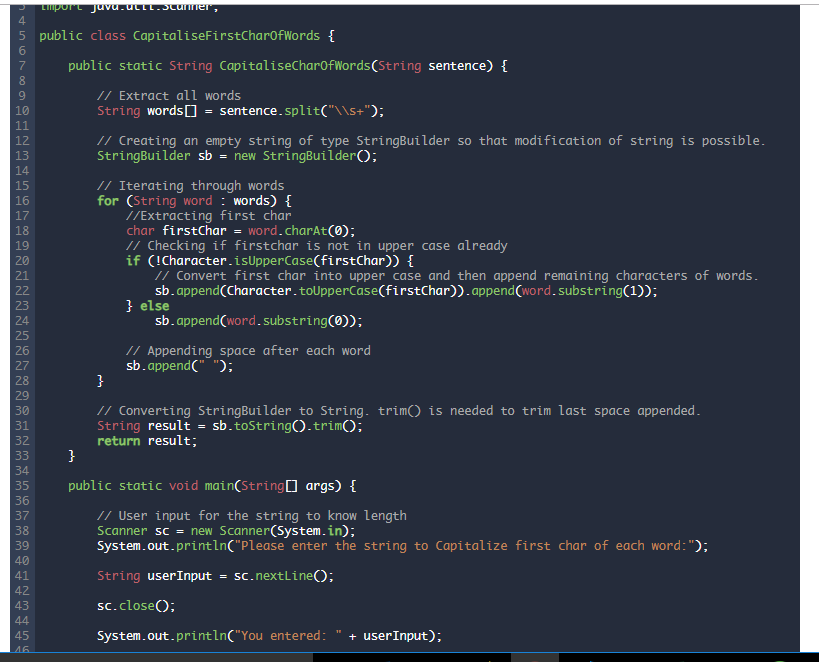 3 import java.util.Scanner;
4
5 public class CapitaliseFirstCharOfWords {
6
7     public static String CapitaliseCharOfWords(String sentence) {
8
9         // Extract all words
10         String words[] = sentence.split("\\s+");
11
12         // Creating an empty string of type StringBuilder so that modification of string is possible.
13         StringBuilder sb = new StringBuilder();
14
15         // Iterating through words
16         for (String word : words) {
17             //Extracting first char
18             char firstChar = word.charAt(0);
19             // Checking if firstchar is not in upper case already
20             if (!Character.isUpperCase(firstChar)) {
21                 // Convert first char into upper case and then append remaining characters of words.
22                 sb.append(Character.toUpperCase(firstChar)).append(word.substring(1));
23             } else
24                 sb.append(word.substring(0));
25
26             // Appending space after each word
27             sb.append(" ");
28         }
29
30         // Converting StringBuilder to String. trim() is needed to trim last space appended.
31         String result = sb.toString().trim();
32         return result;
33     }
34
35     public static void main(String[] args) {
36
37         // User input for the string to know length
38         Scanner sc = new Scanner(System.in);
39         System.out.println("Please enter the string to Capitalize first char of each word:");
40
41         String userInput = sc.nextLine();
42
43         sc.close();
44
45         System.out.println("You entered: " + userInput);
46